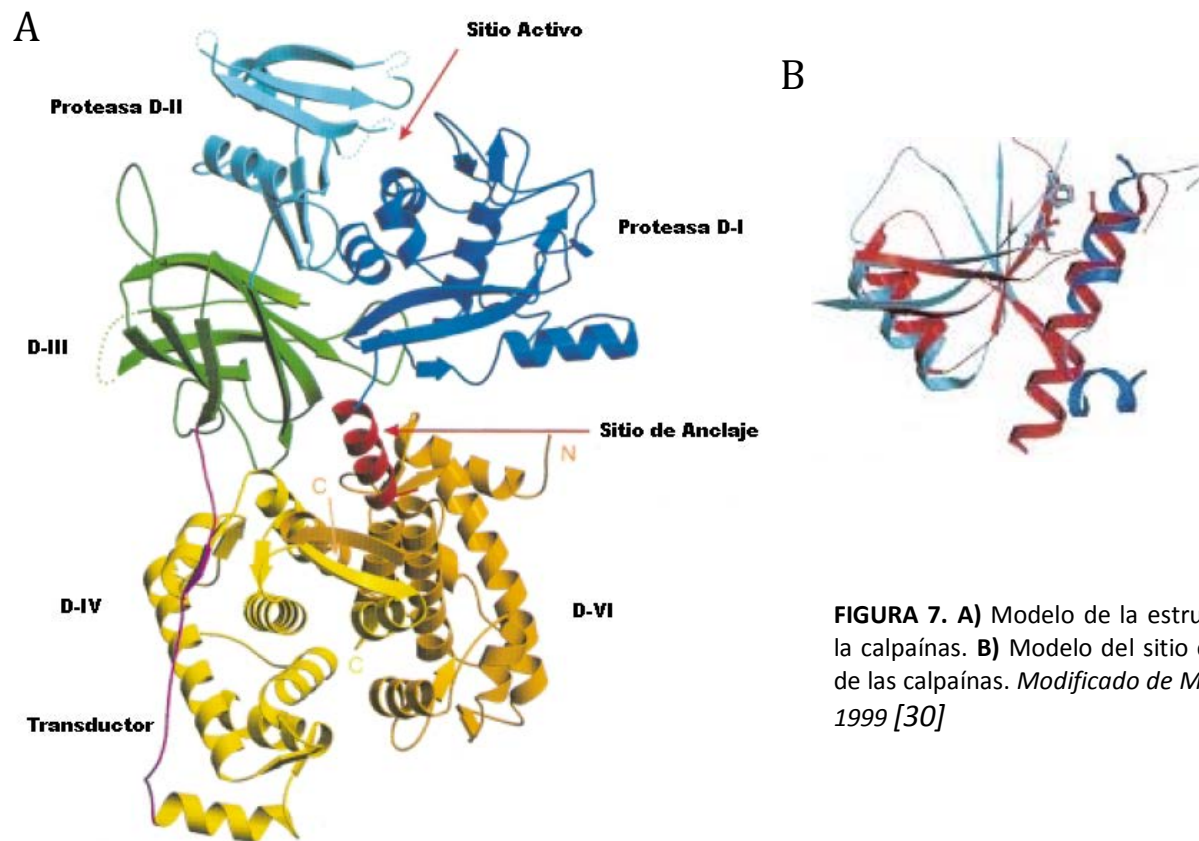 A
Sitio Activo
B
Proteasa D-II
Proteasa D-I
D-III
Sitio de Anclaje
N
C
D-IV
D-VI
C
Transductor
FIGURA 7. A) Modelo de la estru
la calpaínas. B) Modelo del sitio
de las calpaínas. Modificado de M
1999 [30]